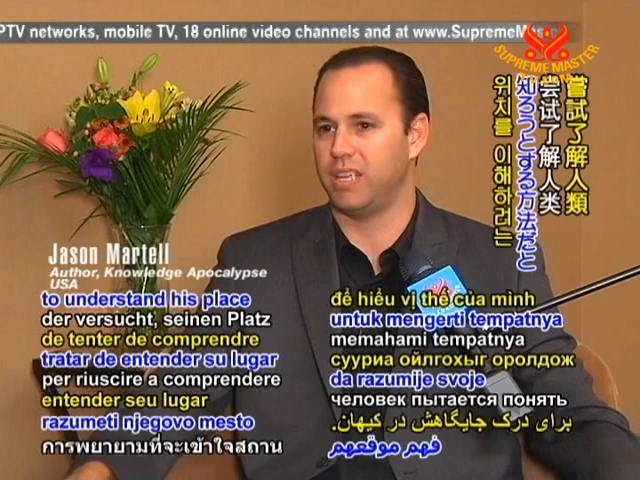 PTV networks, mobile TV, 18 online video channels and at www.SupremeMas
SUPREME MASTER
嘗試了解人類
尝试了解人类
知ろうとする方法だと
위치를 이해하려는
Jason Martell
Author, Knowledge Apocalypse
USA
to understand his place
der versucht, seinen Platz
de tenter de comprendre
tratar de entender su lugar
per riuscire a comprendere
entender seu lugar
razumeti njegovo mesto
การพยายามที่จะเข้าใจสถาน
để hiểu vị thế của mình
untuk mengerti tempatnya
memahami tempatnya
сууриа ойлгохыг оролдож
da razumije svoje
человек пытается понять
برای درک جایگاهش در کیهان.
فهم موقعهم